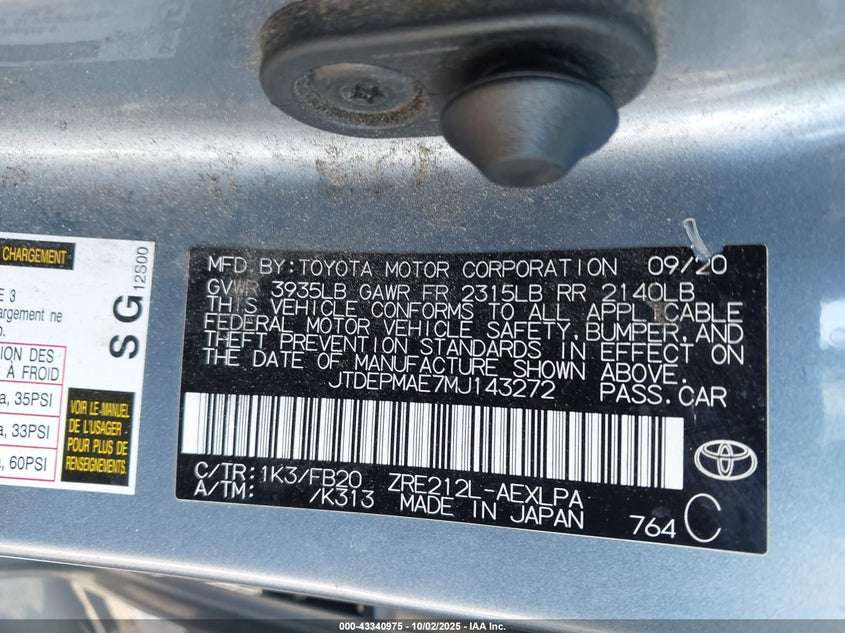 CHARGEMENT
E 3
argement ne
ION DES
À FROID
a, 35PSI
a, 33PSI
60PSI
VOIR LE MANUEL
DE L'USAGER
POUR PLUS DE
RENSEIGNEMENTS.
SG
12S00
MFD BY: TOYOTA MOTOR CORPORATION 09/20
GVWR 3935LB GAWR FR 2315LB RR 2140LB
THIS VEHICLE CONFORMS TO ALL APPLICABLE
FEDERAL MOTOR VEHICLE SAFETY, BUMPER, AND
THEFT PREVENTION STANDARDS IN EFFECT ON
THE DATE OF MANUFACTURE SHOWN ABOVE.
JTDEPMAE7MJ143272 PASS.CAR
C/TR: 1K3/FB20 ZRE212L-AEXLPA
A/TM: /K313 MADE IN JAPAN 764 C
000-43340975 | 10/02/2025 - IAA Inc.